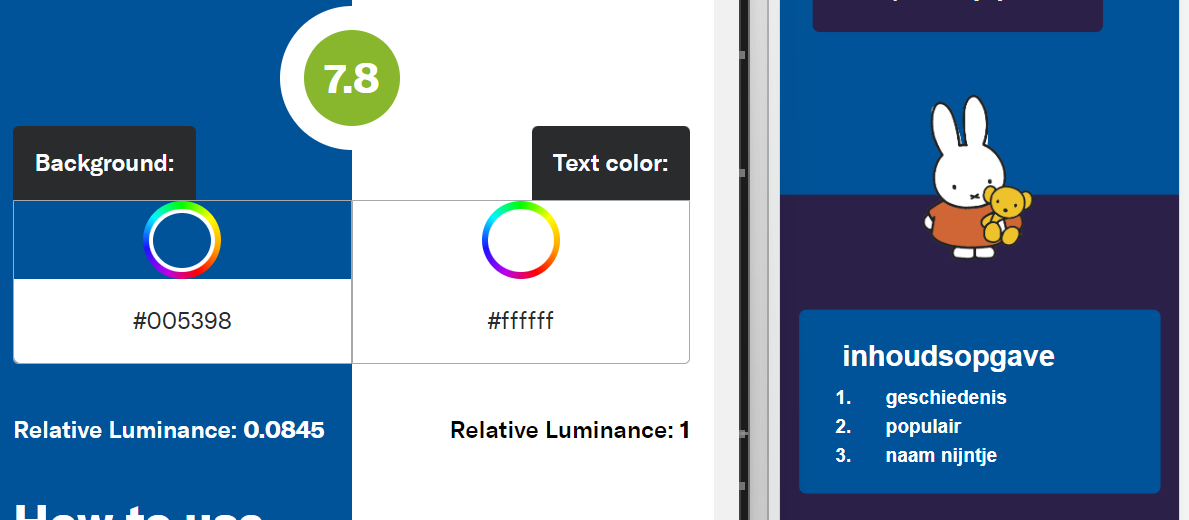 7.8
Background:
Text color:
#005398
#ffffff
Relative Luminance: 0.0845
Relative Luminance: 1
How to use
inhoudsopgave
1. geschiedenis
2. populair
3. naam nijntje